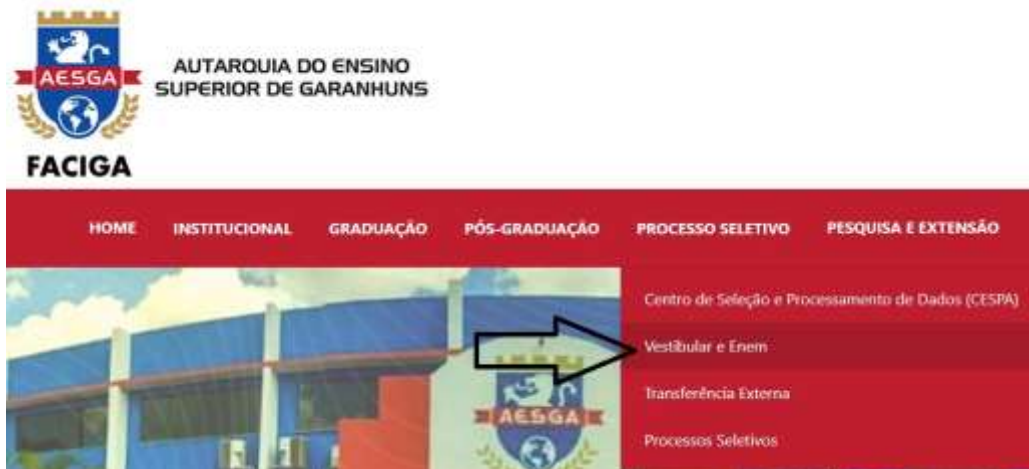 AESGA
AUTARQUIA DO ENSINO
SUPERIOR DE GARANHUNS
FACIGA
HOME INSTITUCIONAL GRADUAÇÃO PÓS-GRADUAÇÃO PROCESSO SELETIVO PESQUISA E EXTENSÃO
Centro de Seleção e Processamento de Dados (CESPA)
Vestibular e Enem
Transferência Externa
AESGA
Processos Seletivos